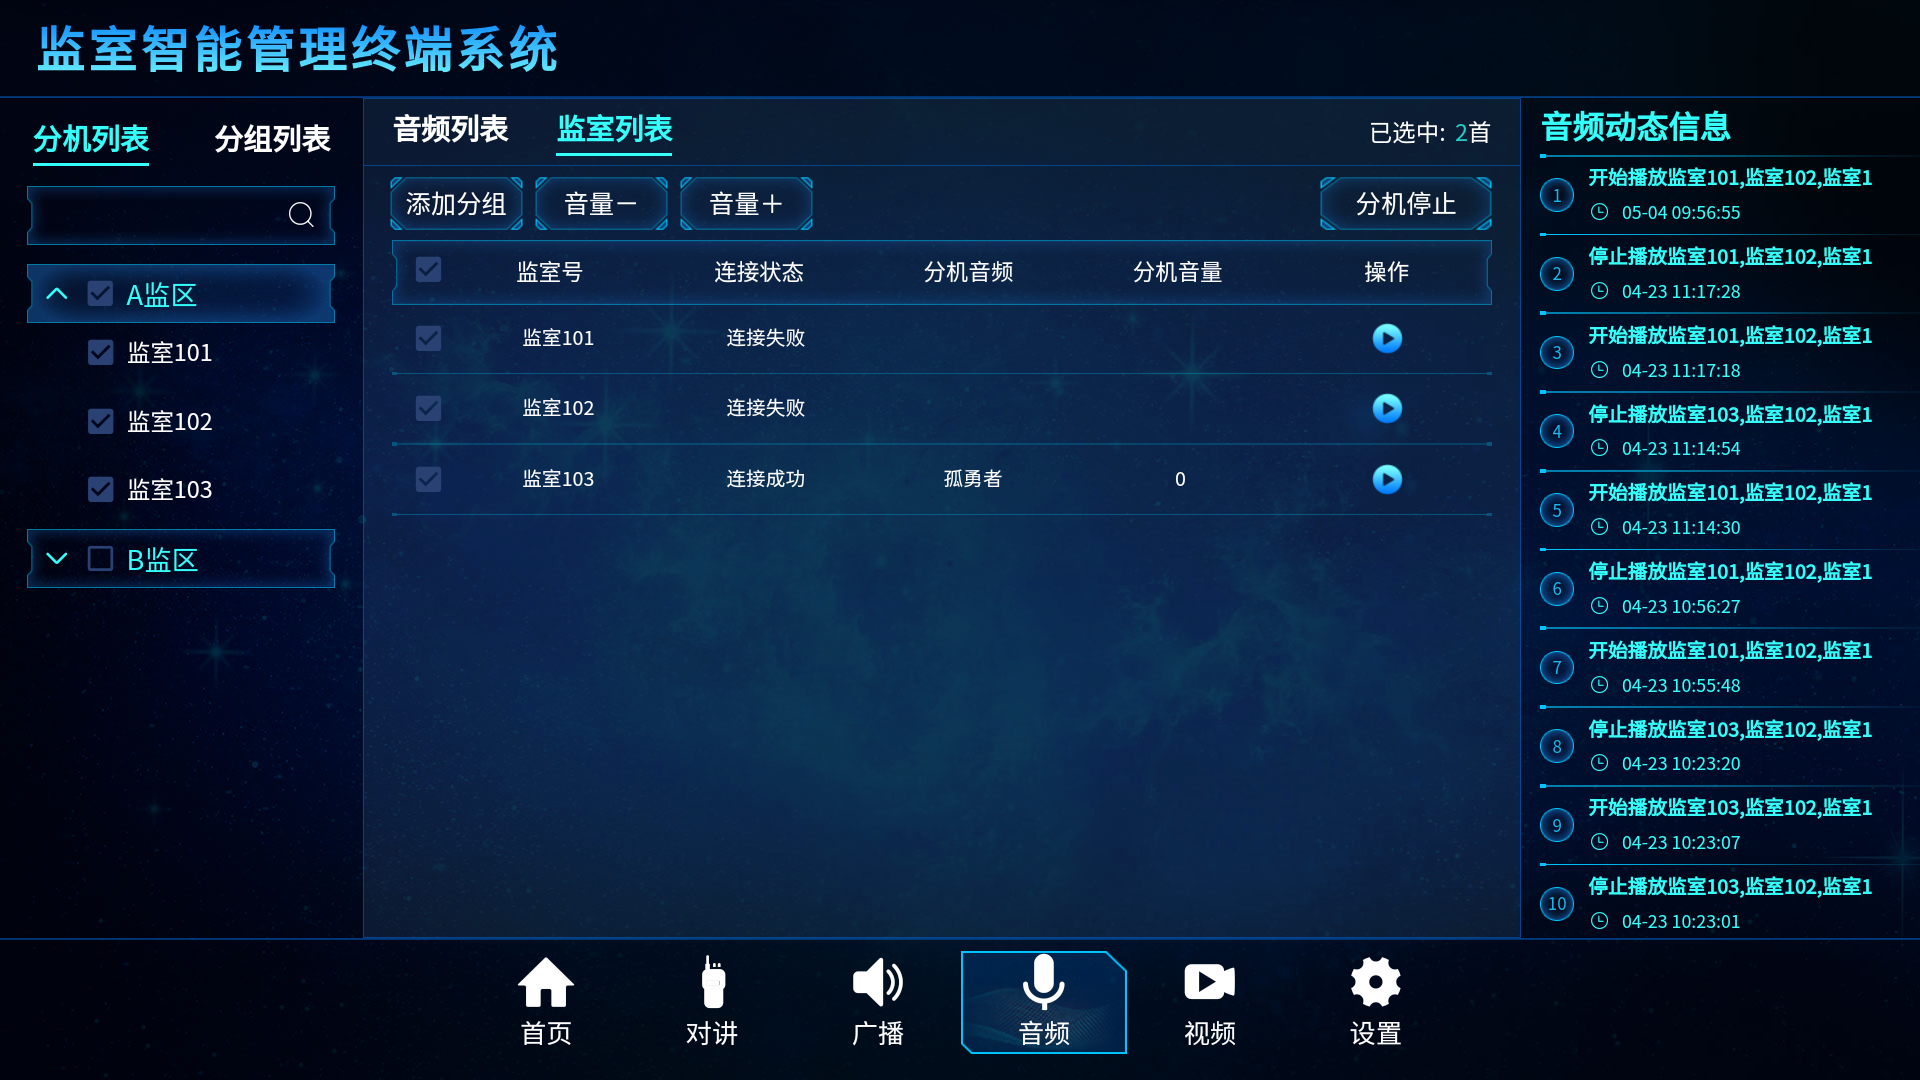 监室智能管理终端系统
分机列表 分组列表
A监区
监室101
监室102
监室103
B监区
音频列表 监室列表 已选中: 2首
添加分组 音量－ 音量＋ 分机停止
监室号 连接状态 分机音频 分机音量 操作
监室101 连接失败
监室102 连接失败
监室103 连接成功 孤勇者 0
音频动态信息
1 开始播放监室101,监室102,监室1
05-04 09:56:55
2 停止播放监室101,监室102,监室1
04-23 11:17:28
3 开始播放监室101,监室102,监室1
04-23 11:17:18
4 停止播放监室103,监室102,监室1
04-23 11:14:54
5 开始播放监室101,监室102,监室1
04-23 11:14:30
6 停止播放监室101,监室102,监室1
04-23 10:56:27
7 开始播放监室101,监室102,监室1
04-23 10:55:48
8 停止播放监室103,监室102,监室1
04-23 10:23:20
9 开始播放监室103,监室102,监室1
04-23 10:23:07
10 停止播放监室103,监室102,监室1
04-23 10:23:01
首页 对讲 广播 音频 视频 设置